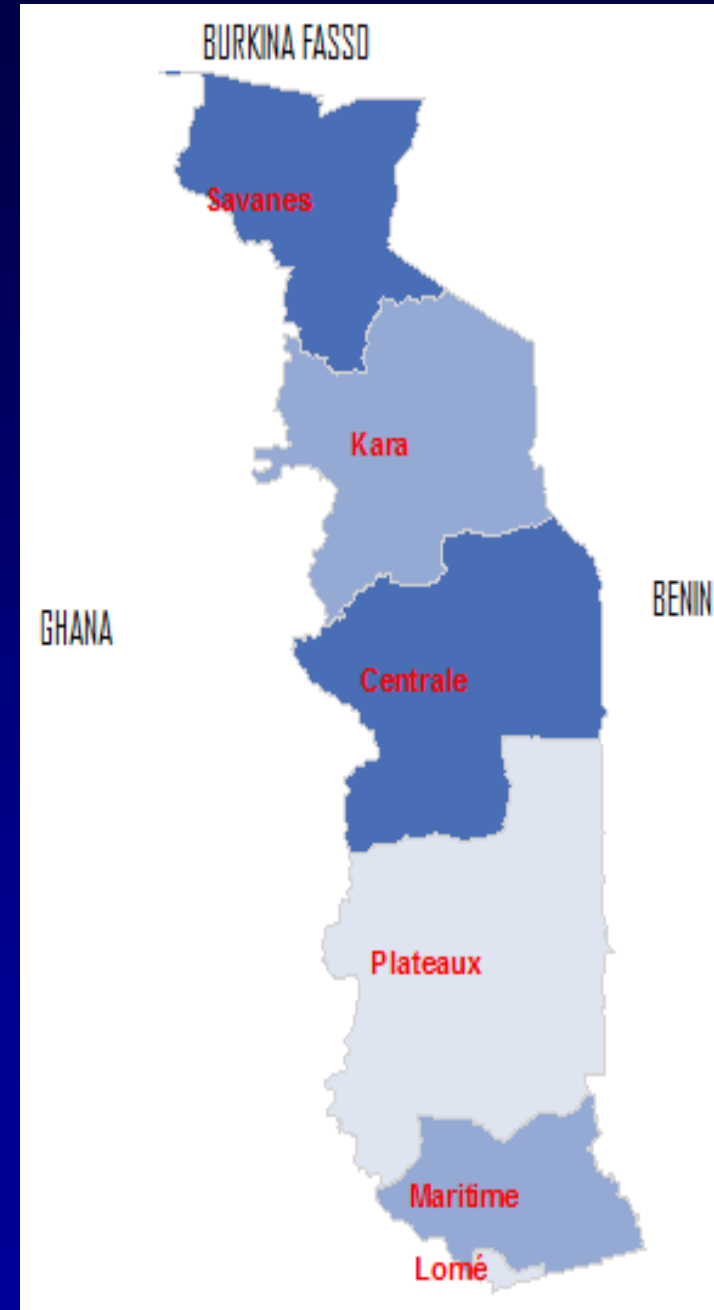 BURKINA FASSO
Savanes
Kara
BENIN
GHANA
Centrale
Plateaux
Maritime
Lomé